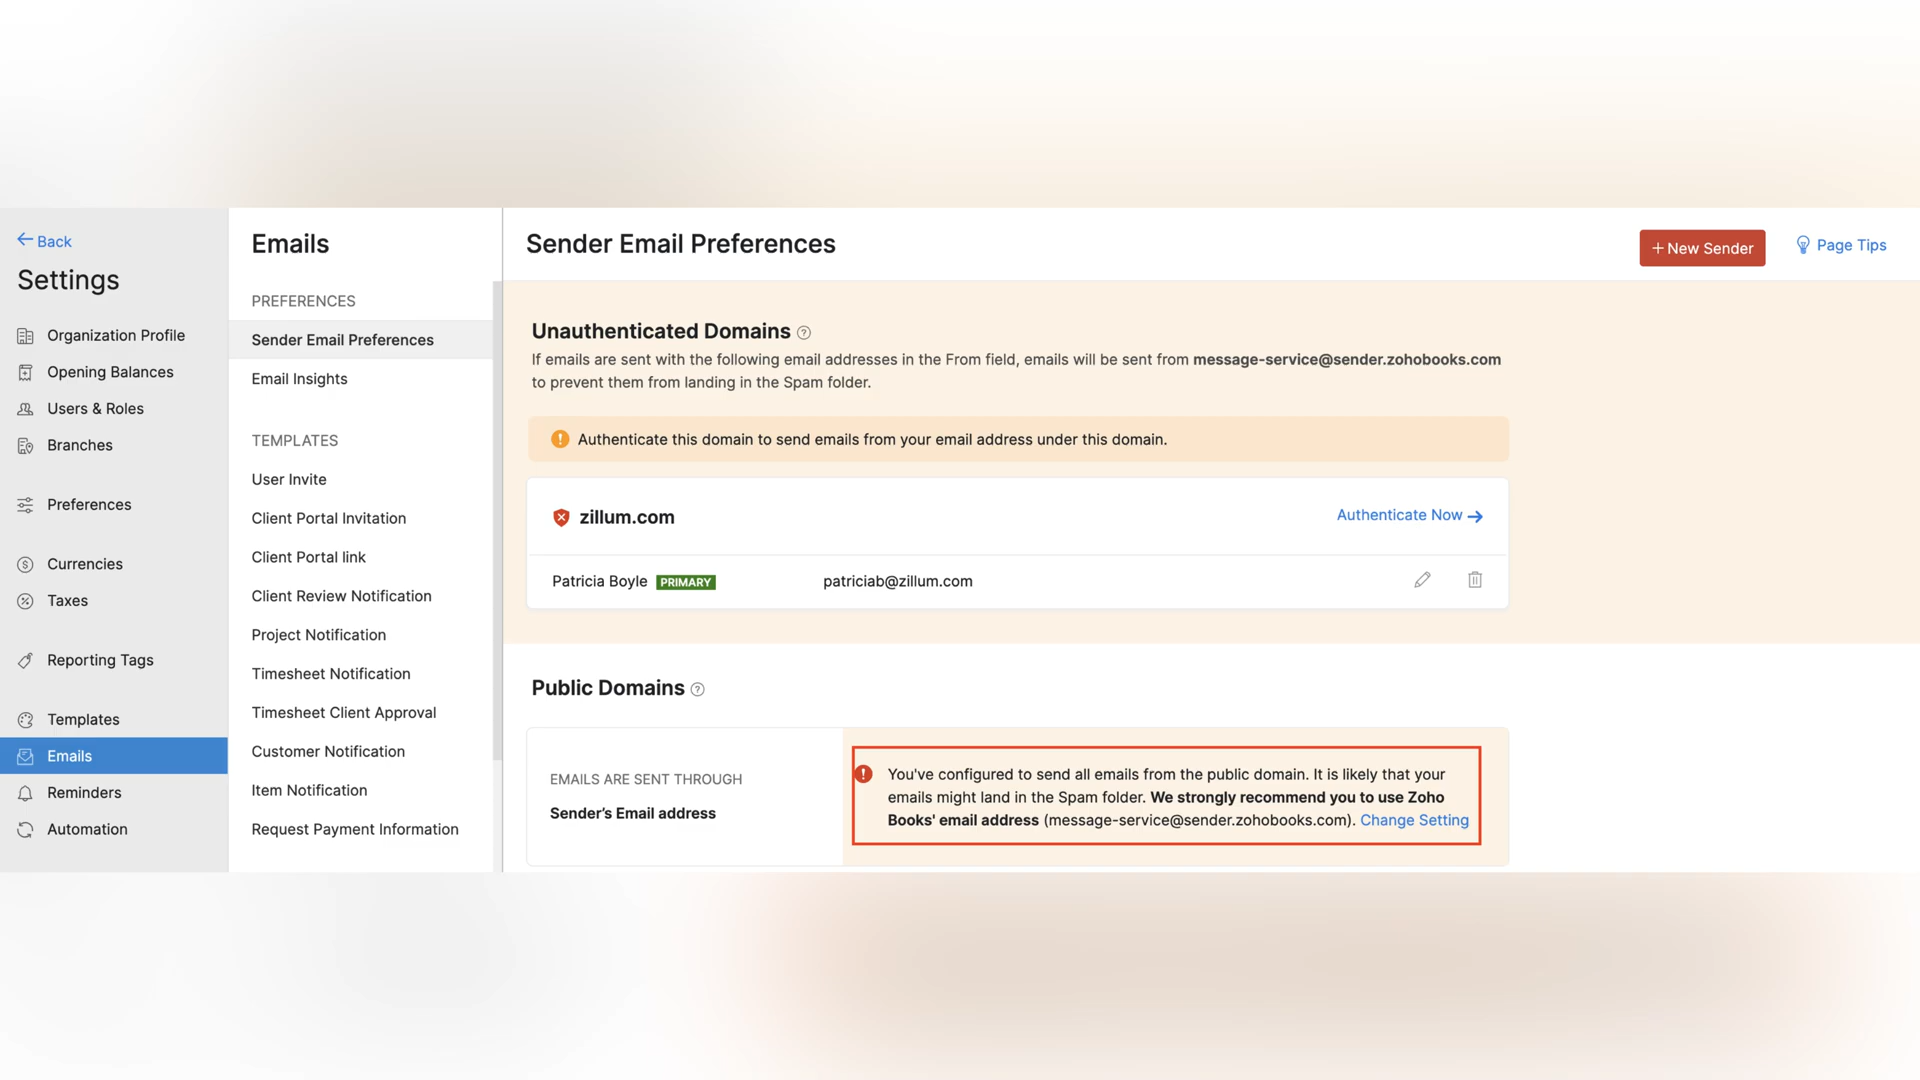 Back
Settings
Organization Profile
Opening Balances
Users & Roles
Branches
Preferences
Currencies
Taxes
Reporting Tags
Templates
Emails
Reminders
Automation
Emails
PREFERENCES
Sender Email Preferences
Email Insights
TEMPLATES
User Invite
Client Portal Invitation
Client Portal link
Client Review Notification
Project Notification
Timesheet Notification
Timesheet Client Approval
Customer Notification
Item Notification
Request Payment Information
Sender Email Preferences
+ New Sender
Page Tips
Unauthenticated Domains
If emails are sent with the following email addresses in the From field, emails will be sent from message-service@sender.zohobooks.com
to prevent them from landing in the Spam folder.
Authenticate this domain to send emails from your email address under this domain.
zillum.com
Authenticate Now
Patricia Boyle PRIMARY patriciab@zillum.com
Public Domains
EMAILS ARE SENT THROUGH
Sender's Email address
You've configured to send all emails from the public domain. It is likely that your
emails might land in the Spam folder. We strongly recommend you to use Zoho
Books' email address (message-service@sender.zohobooks.com). Change Setting